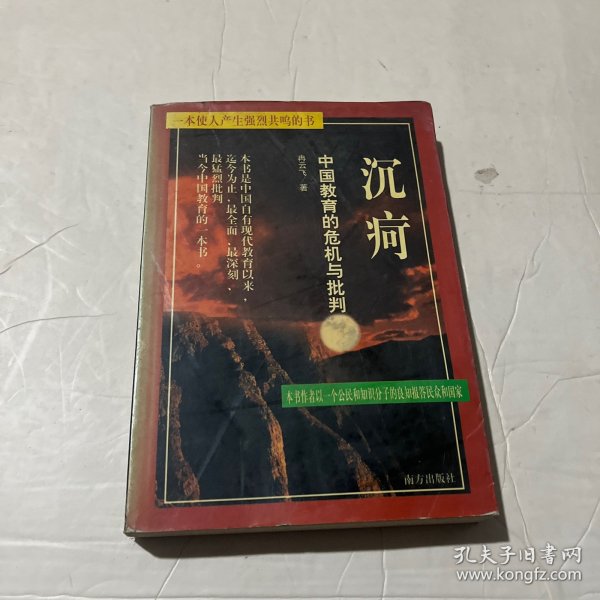 一本使人产生强烈共鸣的书
沉疴
中国教育的危机与批判
冉云飞 著
本书是中国自有现代教育以来，
迄今为止、最全面、最深刻、
最猛烈批判
当今中国教育的一本书。
本书作者以一个公民和知识分子的良知报答民众和国家
南方出版社
孔夫子旧书网
www.kongfz.com